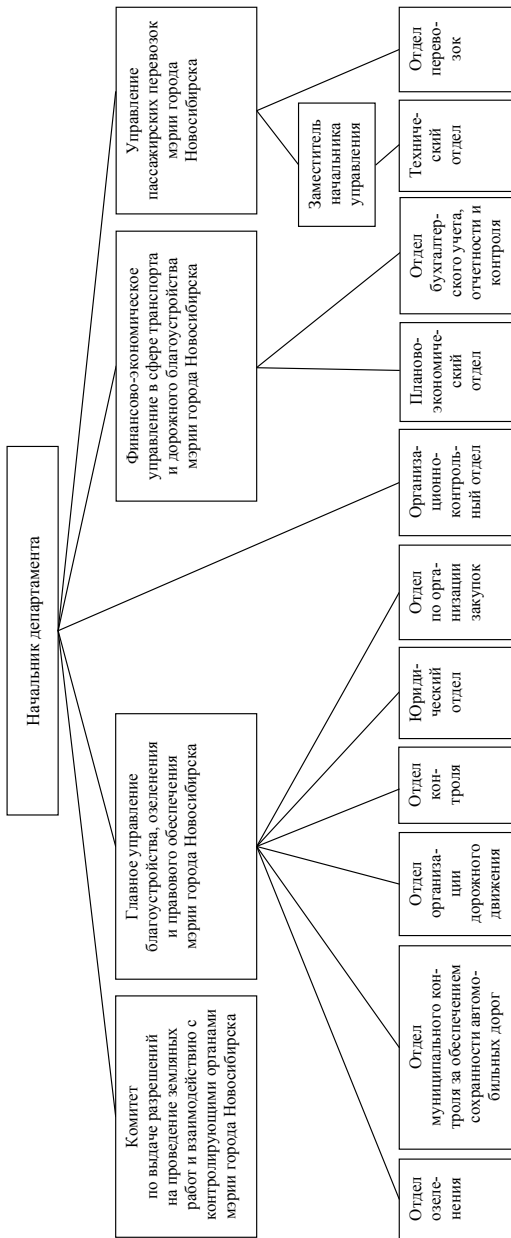 Начальник департамента
Комитет
по выдаче разрешений
на проведение земляных
работ и взаимодействию с
контролирующими органами
мэрии города Новосибирска
Главное управление
благоустройства, озеленения
и правового обеспечения
мэрии города Новосибирска
Финансово-экономическое
управление в сфере транспорта
и дорожного благоустройства
мэрии города Новосибирска
Управление
пассажирских перевозок
мэрии города
Новосибирска
Заместитель
начальника
управления
Отдел
озеле-
нения
Отдел
муниципального кон-
троля за обеспечением
сохранности автомо-
бильных дорог
Отдел
организа-
ции
дорожного
движения
Отдел
кон-
троля
Юриди-
ческий
отдел
Отдел
по орга-
низации
закупок
Организа-
ционно-
контроль-
ный отдел
Планово-
экономиче-
ский
отдел
Отдел
бухгалтер-
ского учета,
отчетности и
контроля
Техниче-
ский
отдел
Отдел
перево-
зок